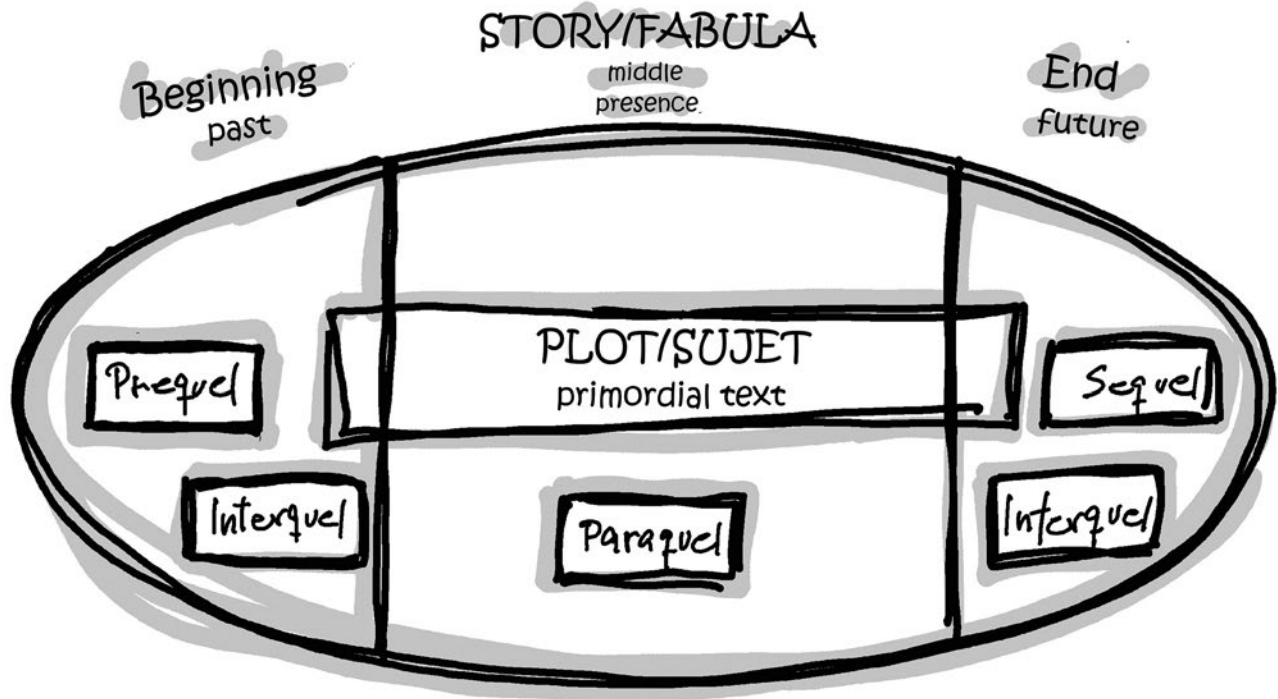 STORY/FABULA
middle
presence.
Beginning
past
End
future
PLOT/SUJET
primordial text
Prequel
Sequel
Interquel
Paraquel
Interquel